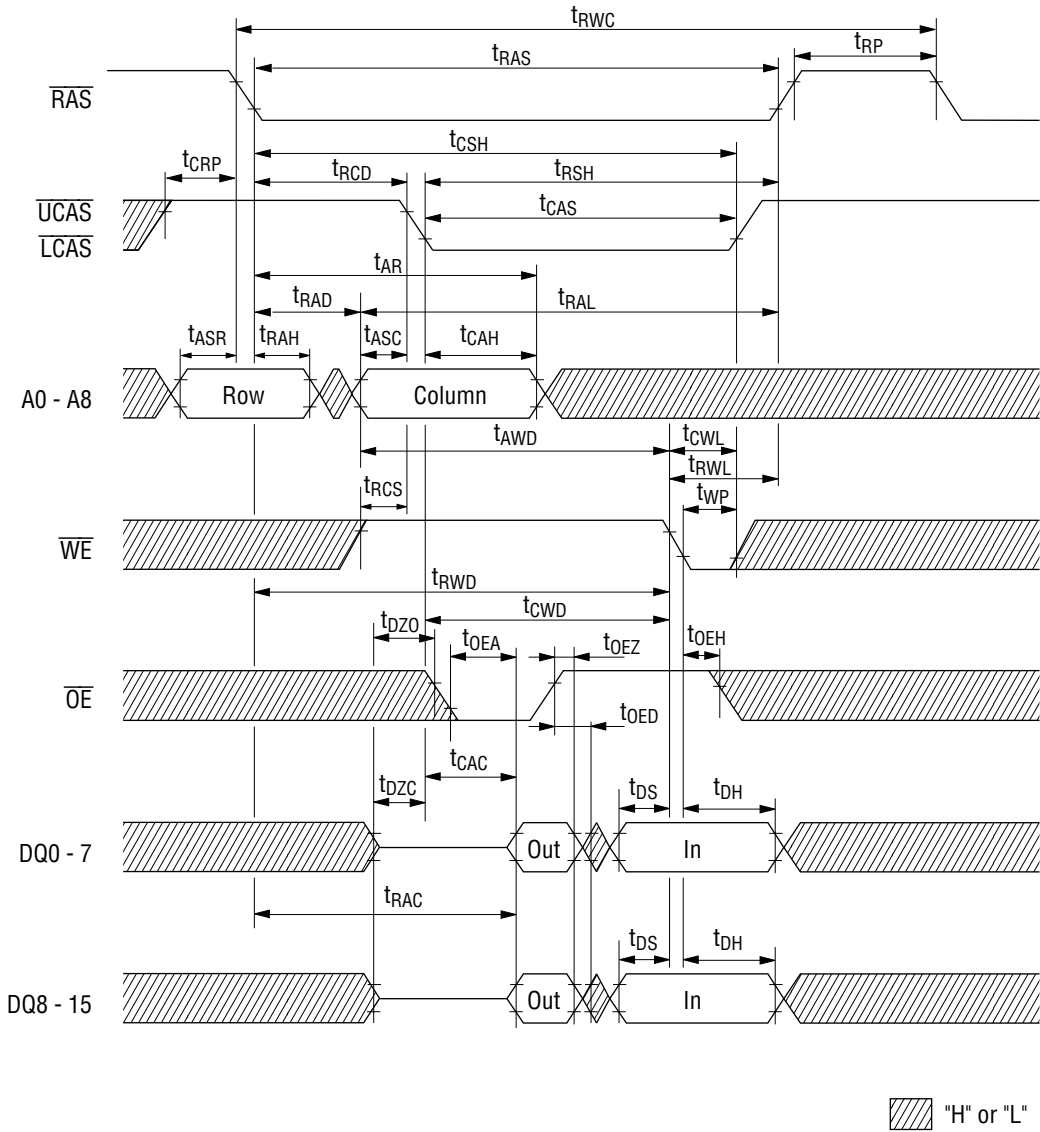 tRWC
tRP
tRAS
RAS
tCSH
tCRP
tRCD
tRSH
UCAS
tCAS
LCAS
tAR
tRAD
tRAL
tASR
tRAH
tASC
tCAH
A0 - A8
Row
Column
tAWD
tCWL
tRWL
tRCS
tWP
WE
tRWD
tCWD
tDZO
tOEA
tOEZ
tOEH
OE
tOED
tCAC
tDZC
tDS
tDH
DQ0 - 7
Out
In
tRAC
tDS
tDH
DQ8 - 15
Out
In
"H" or "L"